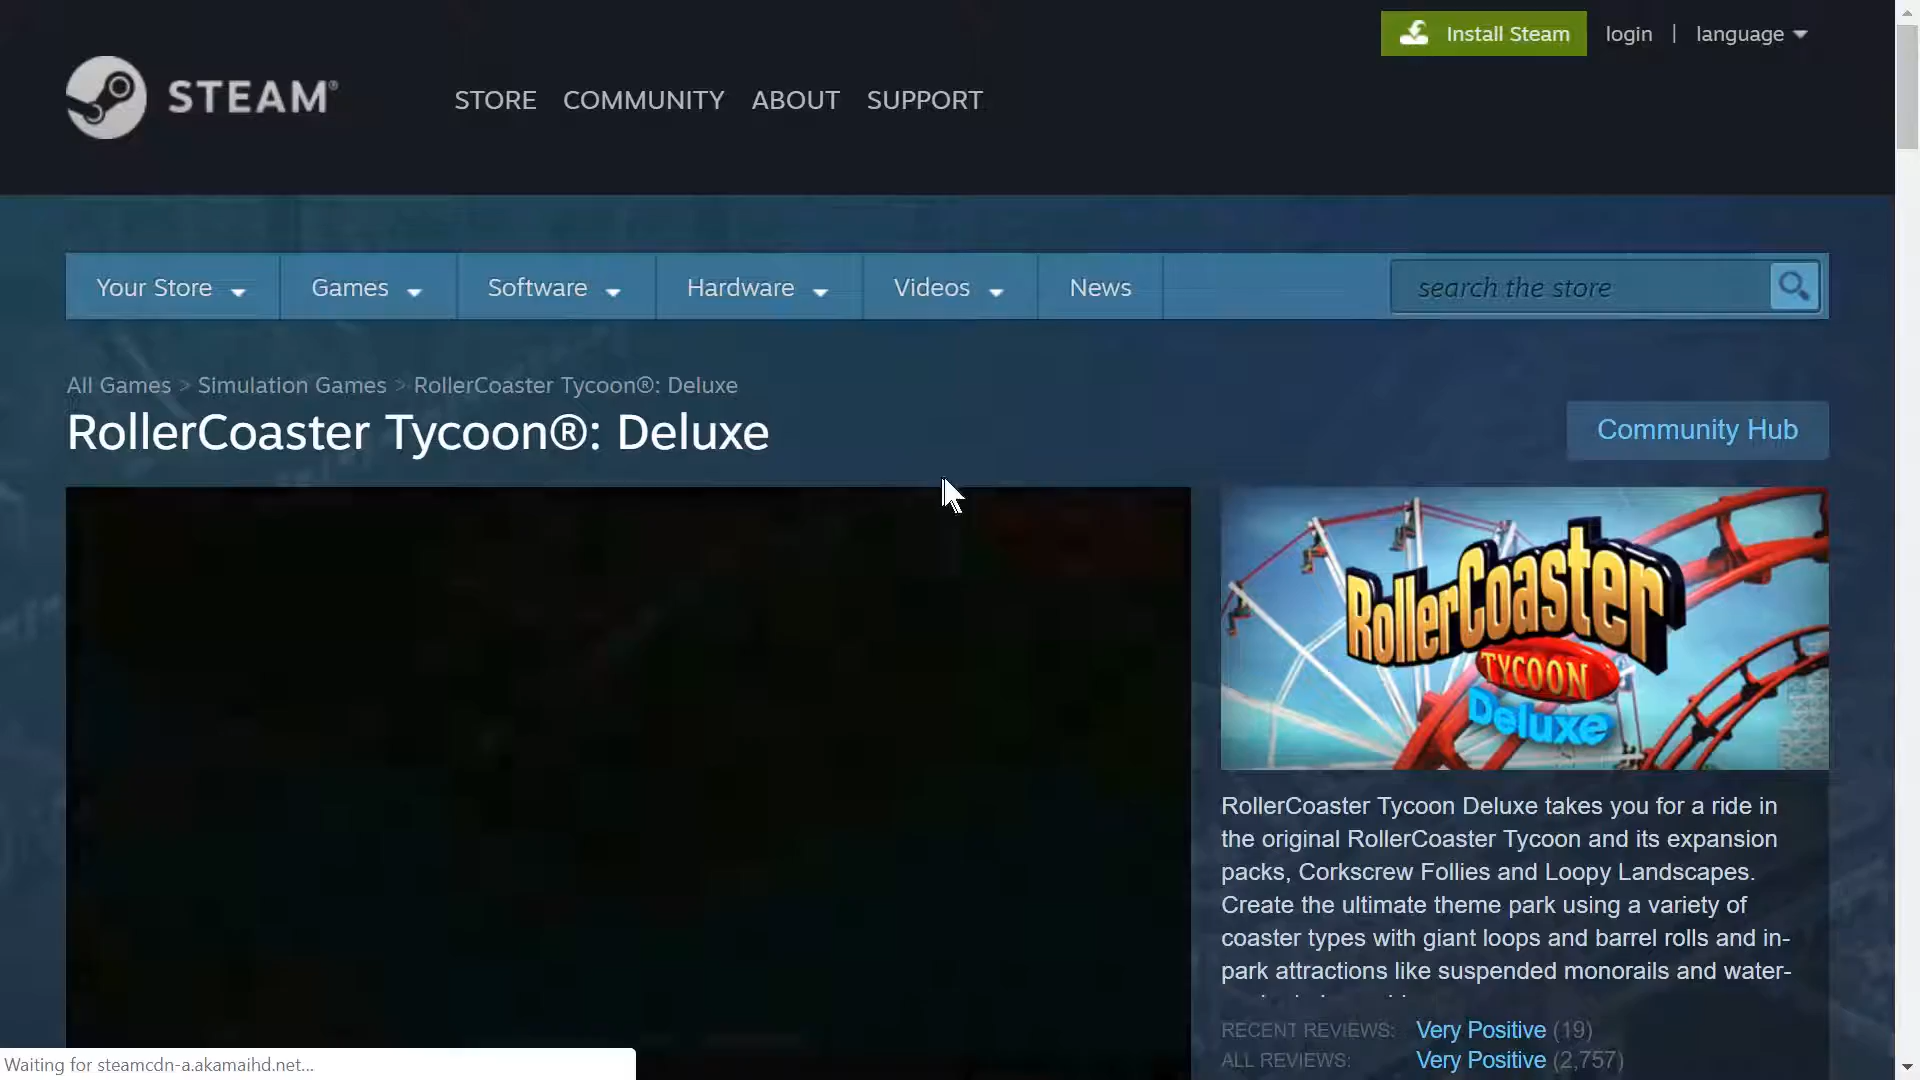 Install Steam login | language
STEAM®
STORE COMMUNITY ABOUT SUPPORT
Your Store Games Software Hardware Videos News search the store
All Games > Simulation Games > RollerCoaster Tycoon®: Deluxe
RollerCoaster Tycoon®: Deluxe
Community Hub
RollerCoaster
TYCOON
Deluxe
RollerCoaster Tycoon Deluxe takes you for a ride in
the original RollerCoaster Tycoon and its expansion
packs, Corkscrew Follies and Loopy Landscapes.
Create the ultimate theme park using a variety of
coaster types with giant loops and barrel rolls and in-
park attractions like suspended monorails and water-
RECENT REVIEWS: Very Positive (19)
ALL REVIEWS: Very Positive (2,757)
Waiting for steamcdn-a.akamaihd.net...